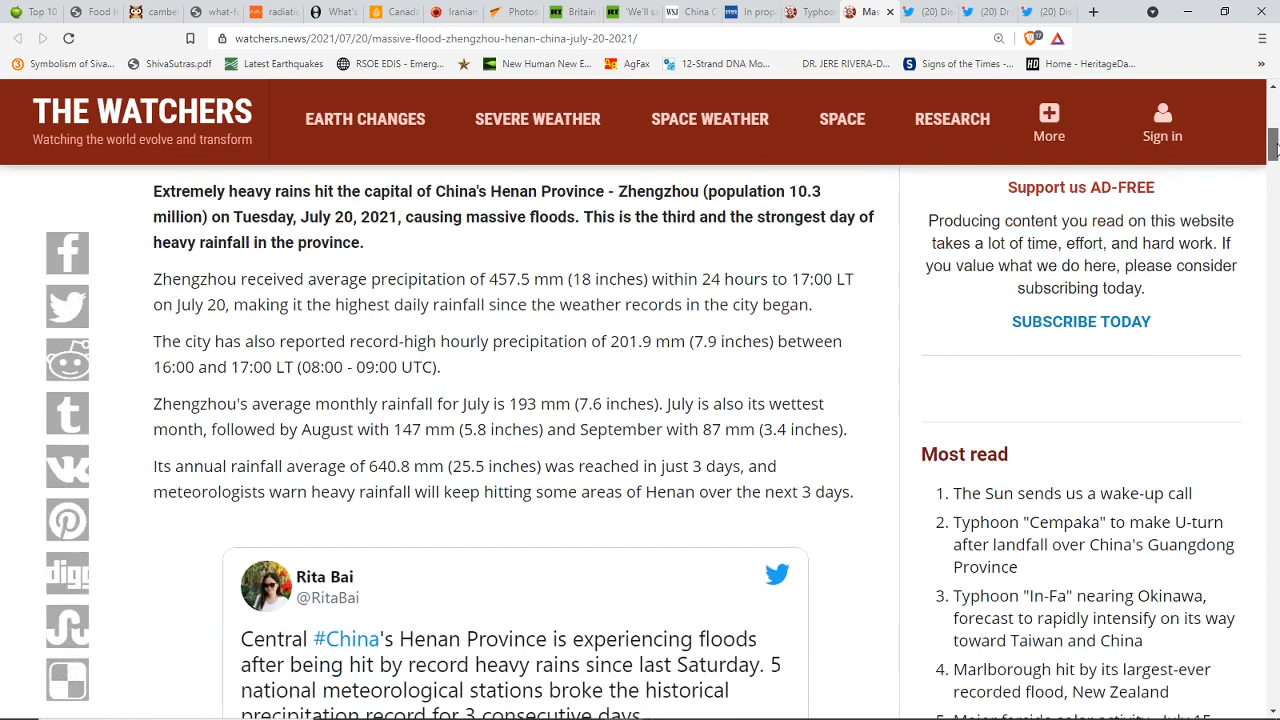 Top 10
Watchers
Food In
cambel
what-f
radiatic
What's
Canada
Iranian
Photos
Britain
We'll s
China C
In prop
Typhoo
Mas
(20) Dis
(2) Dr
(1) Dis
watchers.news/2021/07/20/massive-flood-zhengzhou-henan-china-july-20-2021/
Symbolism of Siva...
ShivaSutras.pdf
Latest Earthquakes
RSOE EDIS - Emerg...
New Human New E...
AgFax
12-Strand DNA Mo...
DR. JERE RIVERA-D...
Signs of the Times -...
Home - HeritageDa...
THE WATCHERS
Watching the world evolve and transform
EARTH CHANGES
SEVERE WEATHER
SPACE WEATHER
SPACE
RESEARCH
More
Sign in
Extremely heavy rains hit the capital of China's Henan Province - Zhengzhou (population 10.3
million) on Tuesday, July 20, 2021, causing massive floods. This is the third and the strongest day of
heavy rainfall in the province.
Zhengzhou received average precipitation of 457.5 mm (18 inches) within 24 hours to 17:00 LT
on July 20, making it the highest daily rainfall since the weather records in the city began.
The city has also reported record-high hourly precipitation of 201.9 mm (7.9 inches) between
16:00 and 17:00 LT (08:00 - 09:00 UTC).
Zhengzhou's average monthly rainfall for July is 193 mm (7.6 inches). July is also its wettest
month, followed by August with 147 mm (5.8 inches) and September with 87 mm (3.4 inches).
Its annual rainfall average of 640.8 mm (25.5 inches) was reached in just 3 days, and
meteorologists warn heavy rainfall will keep hitting some areas of Henan over the next 3 days.
digg
Rita Bai
@RitaBai
Central #China's Henan Province is experiencing floods
after being hit by record heavy rains since last Saturday. 5
national meteorological stations broke the historical
precipitation record for 3 consecutive days...
Support us AD-FREE
Producing content you read on this website
takes a lot of time, effort, and hard work. If
you value what we do here, please consider
subscribing today.
SUBSCRIBE TODAY
Most read
1. The Sun sends us a wake-up call
2. Typhoon "Cempaka" to make U-turn
after landfall over China's Guangdong
Province
3. Typhoon "In-Fa" nearing Okinawa,
forecast to rapidly intensify on its way
toward Taiwan and China
4. Marlborough hit by its largest-ever
recorded flood, New Zealand